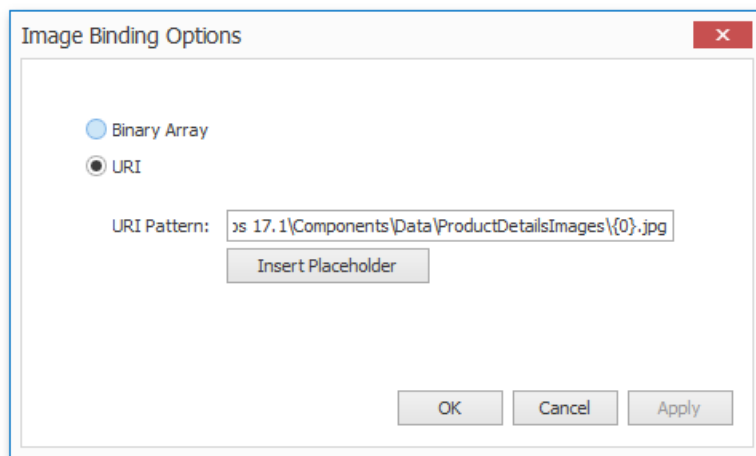 Image Binding Options
Binary Array
URI
URI Pattern: 17.1\Components\Data\ProductDetailsImages\{0}.jpg
Insert Placeholder
OK Cancel Apply